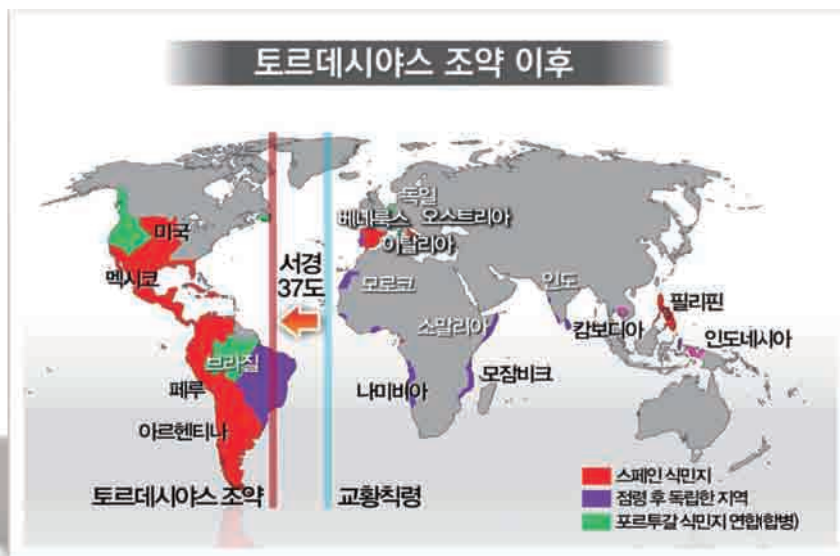 토르데시야스 조약 이후
독일
베네룩스
오스트리아
이탈리아
미국
멕시코
서경
37도
모로코
인도
필리핀
소말리아
캄보디아
인도네시아
브라질
페루
나미비아
모잠비크
아르헨티나
토르데시야스 조약
교황칙령
스페인 식민지
점령 후 독립한 지역
포르투갈 식민지 연합(합병)